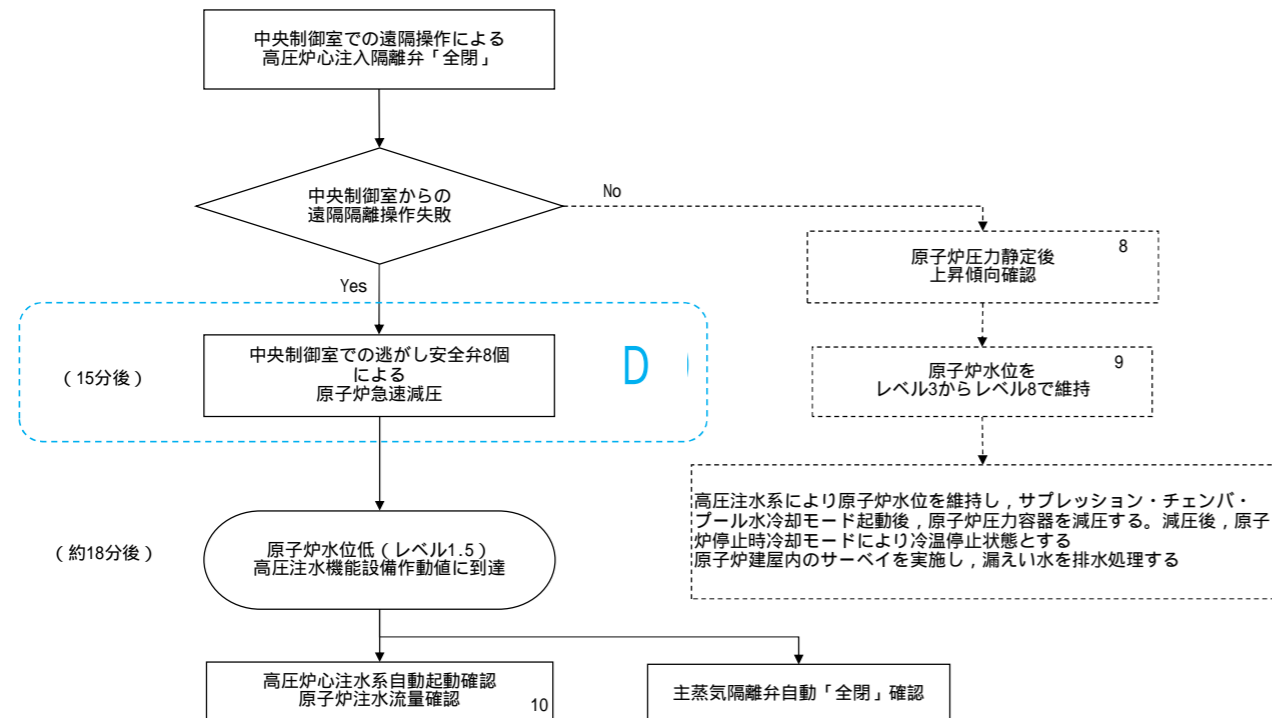 中央制御室での遠隔操作による
高圧炉心注入隔離弁「全閉」
中央制御室からの
遠隔隔離操作失敗
No
Yes
8
原子炉圧力静定後
上昇傾向確認
(15分後)
中央制御室での逃がし安全弁8個
による
原子炉急速減圧
D
9
原子炉水位を
レベル3からレベル8で維持
高圧注水系により原子炉水位を維持し,サプレッション・チェンバ・
プール水冷却モード起動後,原子炉圧力容器を減圧する。減圧後,原子
炉停止時冷却モードにより冷温停止状態とする
原子炉建屋内のサーベイを実施し,漏えい水を排水処理する
(約18分後)
原子炉水位低(レベル1.5)
高圧注水機能設備作動値に到達
高圧炉心注水系自動起動確認
原子炉注水流量確認
10
主蒸気隔離弁自動「全閉」確認